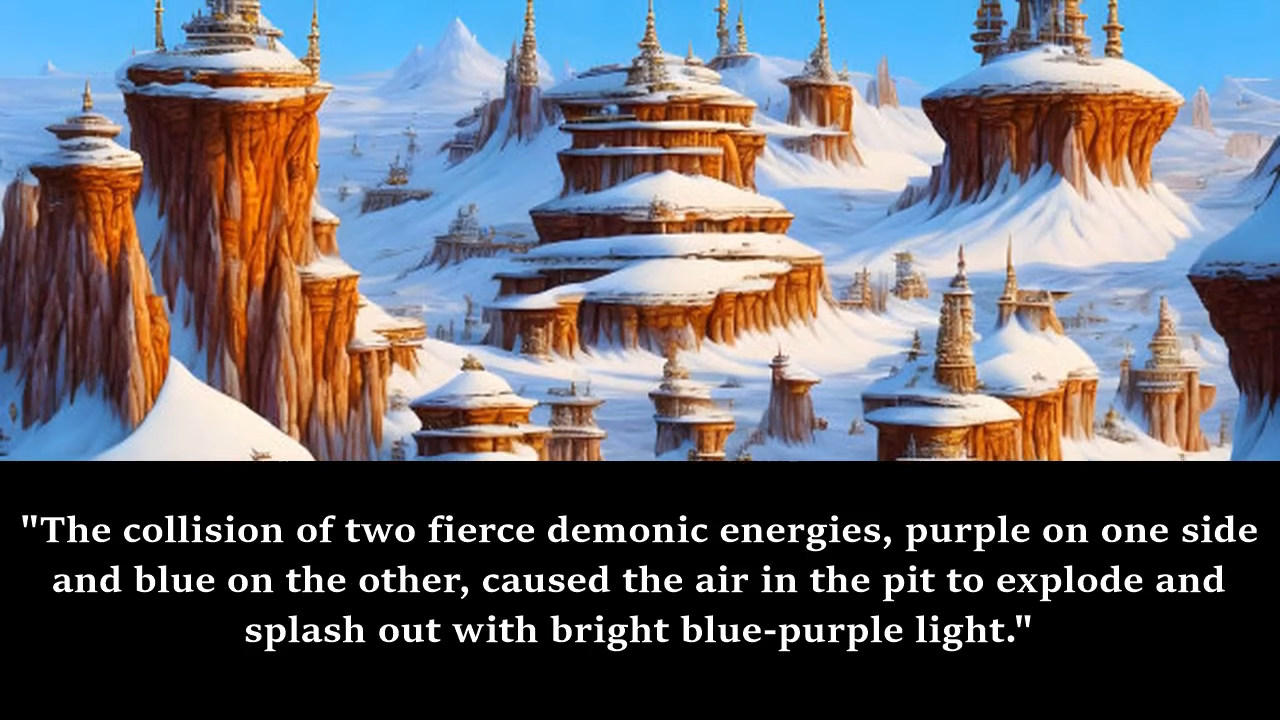 "The collision of two fierce demonic energies, purple on one side
and blue on the other, caused the air in the pit to explode and
splash out with bright blue-purple light."